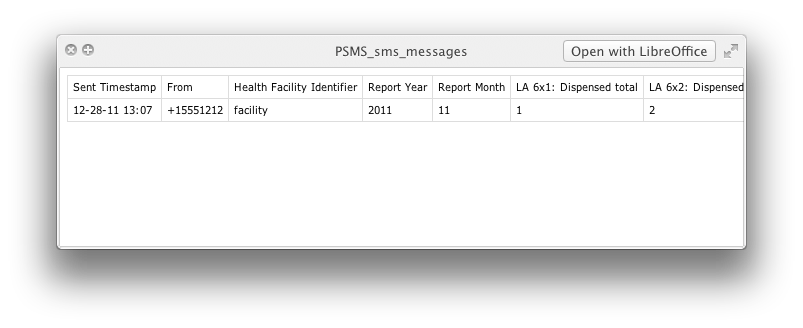 PSMS_sms_messages
Open with LibreOffice
Sent Timestamp From Health Facility Identifier Report Year Report Month LA 6x1: Dispensed total LA 6x2: Dispensed
12-28-11 13:07 +15551212 facility 2011 11 1 2